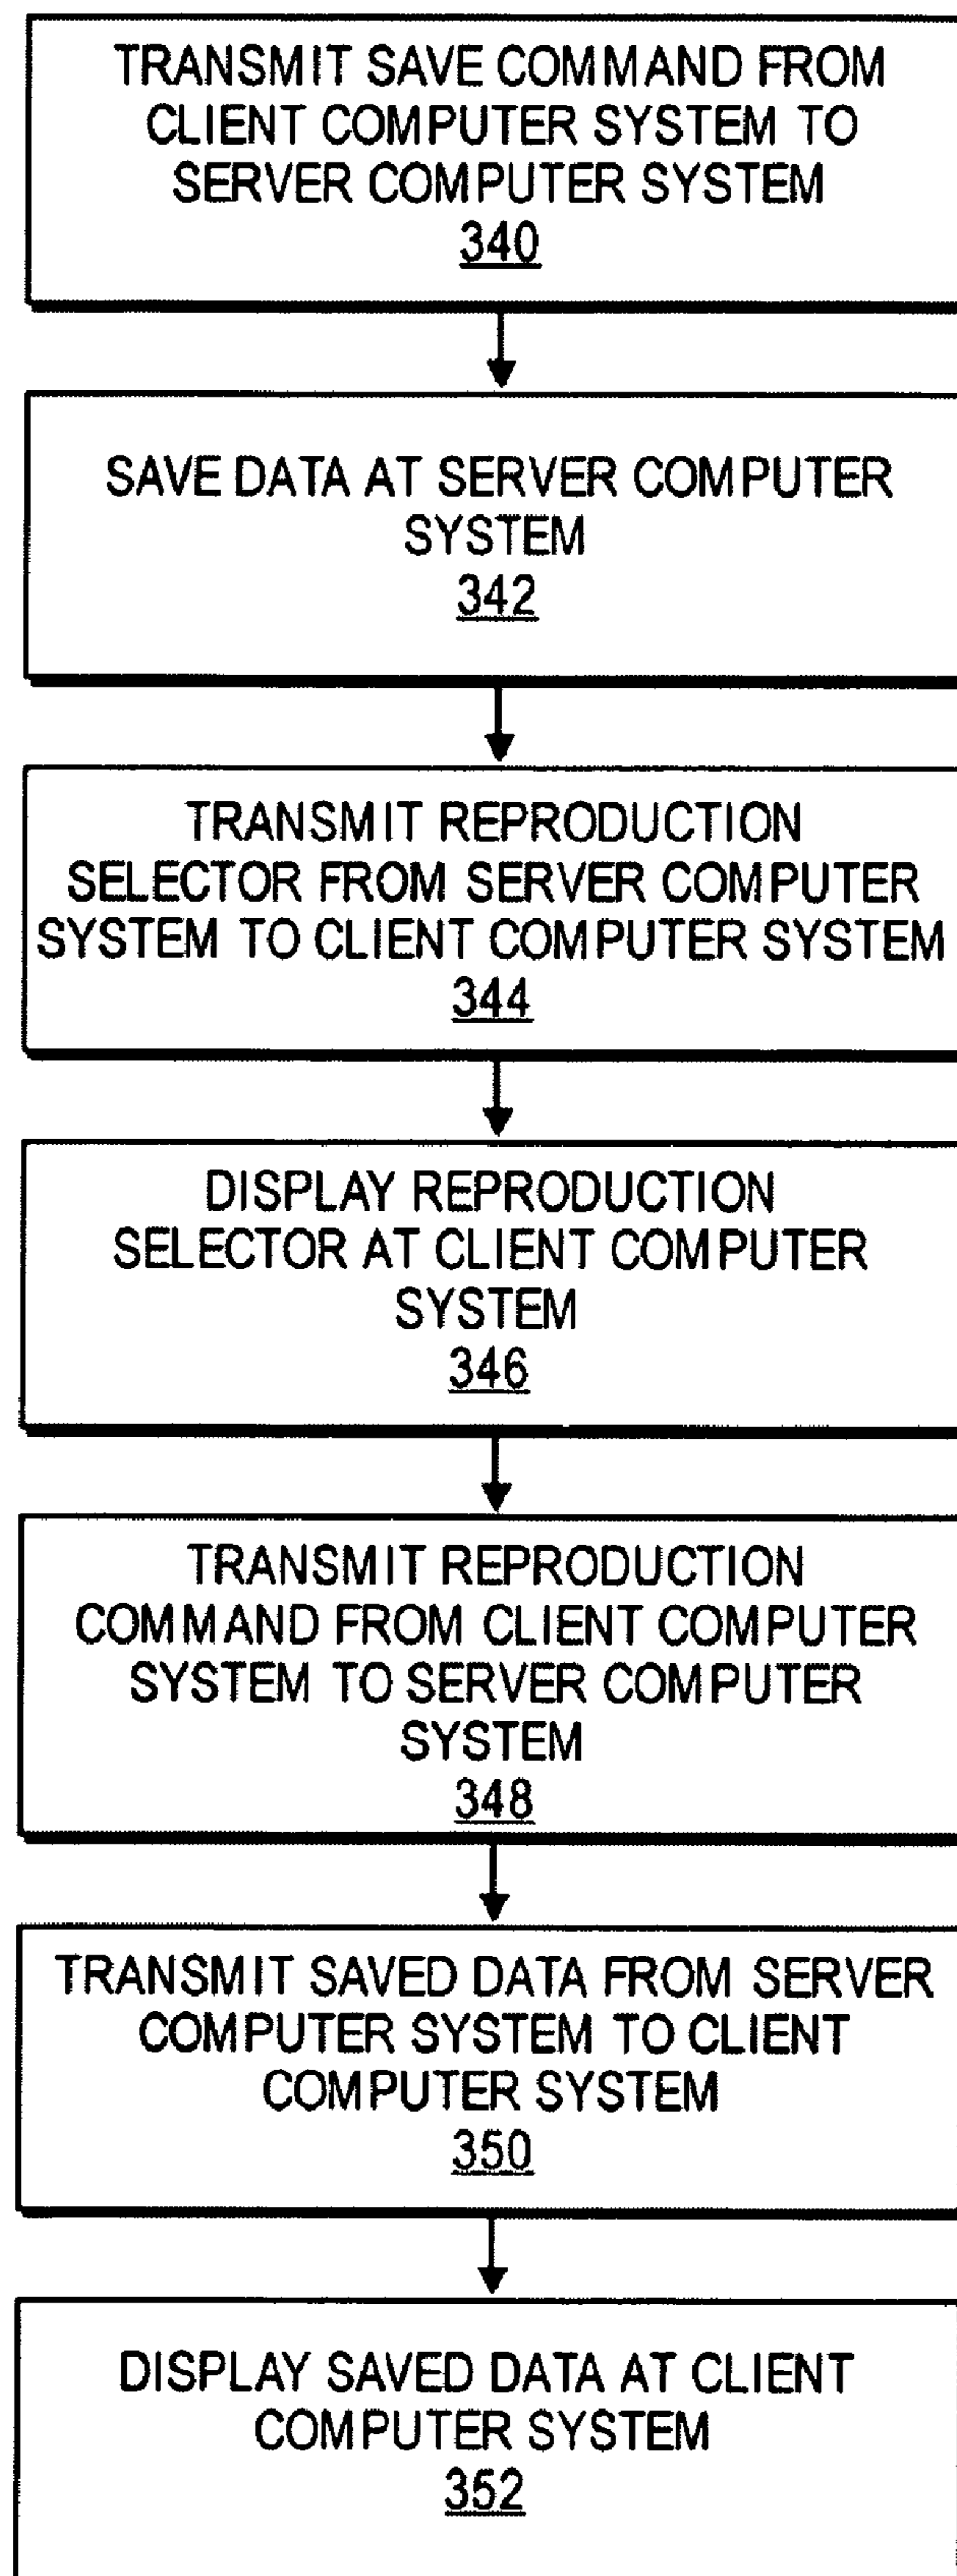 TRANSMIT SAVE COMMAND FROM
CLIENT COMPUTER SYSTEM TO
SERVER COMPUTER SYSTEM
340
SAVE DATA AT SERVER COMPUTER
SYSTEM
342
TRANSMIT REPRODUCTION
SELECTOR FROM SERVER COMPUTER
SYSTEM TO CLIENT COMPUTER SYSTEM
344
DISPLAY REPRODUCTION
SELECTOR AT CLIENT COMPUTER
SYSTEM
346
TRANSMIT REPRODUCTION
COMMAND FROM CLIENT COMPUTER
SYSTEM TO SERVER COMPUTER
SYSTEM
348
TRANSMIT SAVED DATA FROM SERVER
COMPUTER SYSTEM TO CLIENT
COMPUTER SYSTEM
350
DISPLAY SAVED DATA AT CLIENT
COMPUTER SYSTEM
352